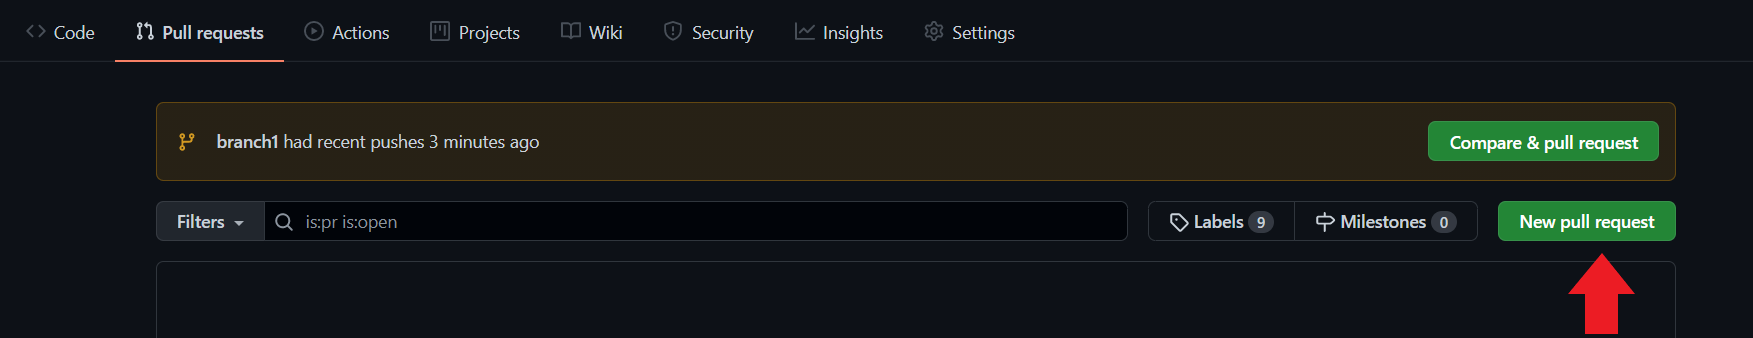 Code Pull requests Actions Projects Wiki Security Insights Settings
branch1 had recent pushes 3 minutes ago Compare & pull request
Filters is:pr is:open Labels 9 Milestones 0 New pull request